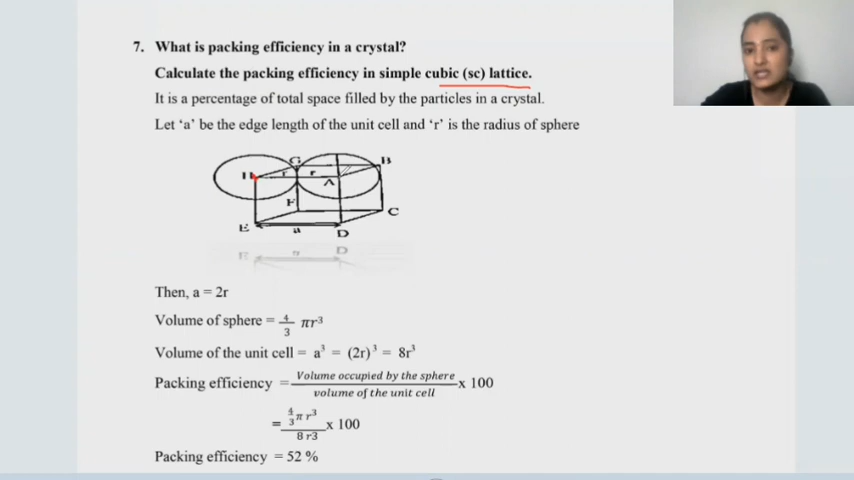 7. What is packing efficiency in a crystal?
Calculate the packing efficiency in simple cubic (sc) lattice.
It is a percentage of total space filled by the particles in a crystal.
Let ‘a’ be the edge length of the unit cell and ‘r’ is the radius of sphere
G B
H r r A
F C
E a D
Then, a = 2r
Volume of sphere = 4/3 πr³
Volume of the unit cell = a³ = (2r)³ = 8r³
Packing efficiency = Volume occupied by the sphere / volume of the unit cell x 100
= 4/3 π r³ / 8 r3 x 100
Packing efficiency = 52 %